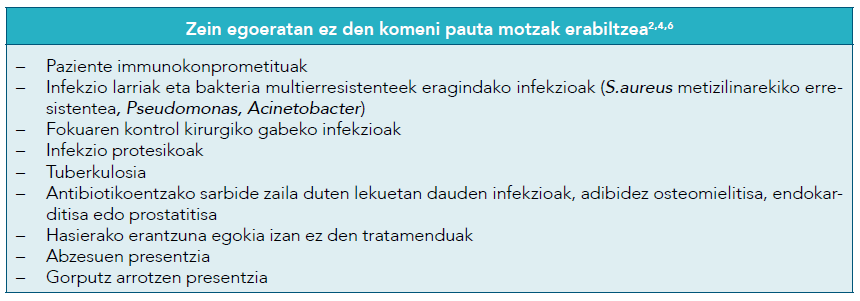 Zein egoeratan ez den komeni pauta motzak erabiltzea2,4,6
– Paziente immunokonprometituak
– Infekzio larriak eta bakteria multierresistenteek eragindako infekzioak (S.aureus metizilinarekiko erre-
sistentea, Pseudomonas, Acinetobacter)
– Fokuaren kontrol kirurgiko gabeko infekzioak
– Infekzio protesikoak
– Tuberkulosia
– Antibiotikoentzako sarbide zaila duten lekuetan dauden infekzioak, adibidez osteomielitisa, endokar-
ditisa edo prostatitisa
– Hasierako erantzuna egokia izan ez den tratamenduak
– Abzesuen presentzia
– Gorputz arrotzen presentzia